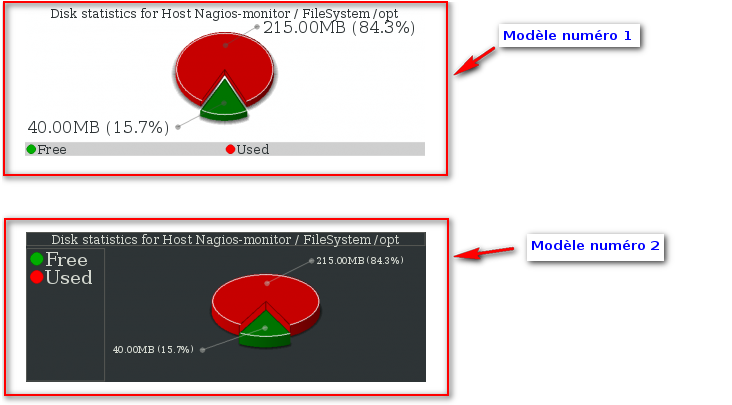 Disk statistics for Host Nagios-monitor / FileSystem /opt
215.00MB (84.3%)
Modèle numéro 1
40.00MB (15.7%)
Free Used
Disk statistics for Host Nagios-monitor / FileSystem /opt
Modèle numéro 2
Free
Used
215.00MB (84.3%)
40.00MB (15.7%)